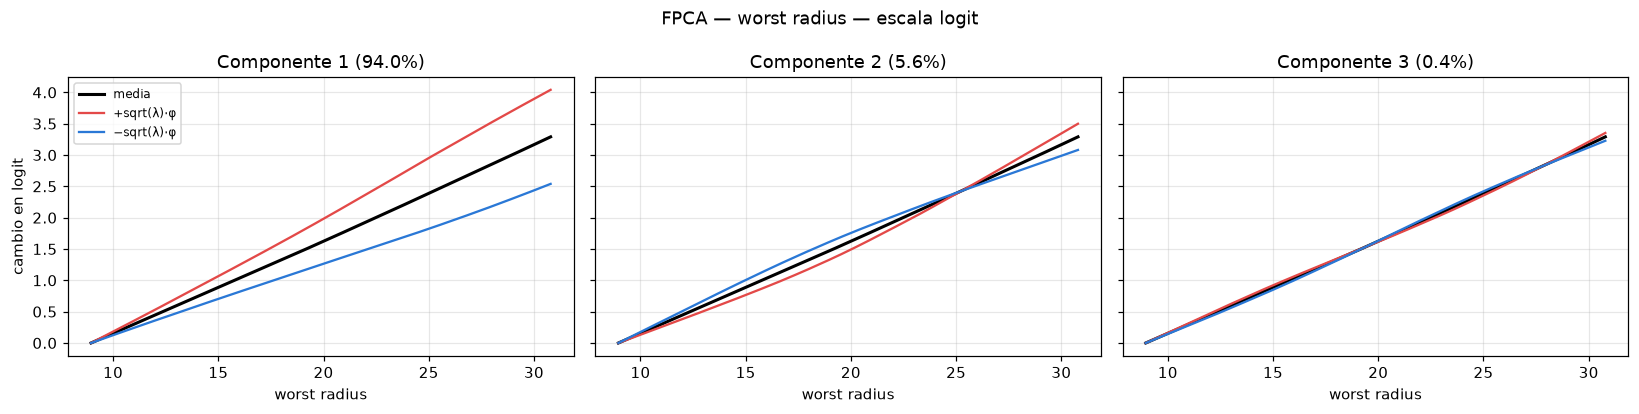 FPCA — worst radius — escala logit
Componente 1 (94.0%)
Componente 2 (5.6%)
Componente 3 (0.4%)
media
+sqrt(λ)·φ
−sqrt(λ)·φ
cambio en logit
4.0
3.5
3.0
2.5
2.0
1.5
1.0
0.5
0.0
10 15 20 25 30
10 15 20 25 30
10 15 20 25 30
worst radius
worst radius
worst radius